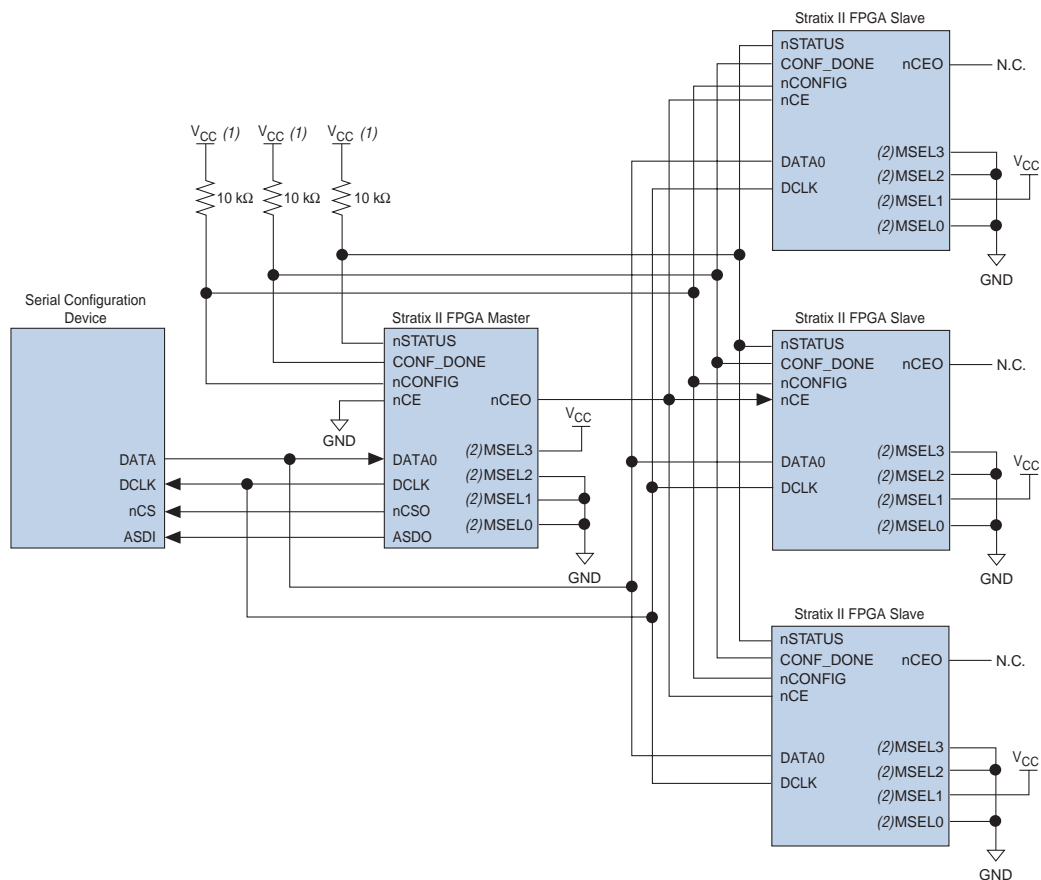 Stratix II FPGA Slave
nSTATUS
CONF_DONE
nCONFIG
nCE
nCEO
N.C.
DATA0
DCLK
(2)MSEL3
(2)MSEL2
(2)MSEL1
(2)MSEL0
VCC
GND
VCC (1)
VCC (1)
VCC (1)
10 kΩ
10 kΩ
10 kΩ
Serial Configuration
Device
DATA
DCLK
nCS
ASDI
Stratix II FPGA Master
nSTATUS
CONF_DONE
nCONFIG
nCE
nCEO
GND
DATA0
DCLK
nCSO
ASDO
(2)MSEL3
(2)MSEL2
(2)MSEL1
(2)MSEL0
VCC
GND
Stratix II FPGA Slave
nSTATUS
CONF_DONE
nCONFIG
nCE
nCEO
N.C.
DATA0
DCLK
(2)MSEL3
(2)MSEL2
(2)MSEL1
(2)MSEL0
VCC
GND
Stratix II FPGA Slave
nSTATUS
CONF_DONE
nCONFIG
nCE
nCEO
N.C.
DATA0
DCLK
(2)MSEL3
(2)MSEL2
(2)MSEL1
(2)MSEL0
VCC
GND